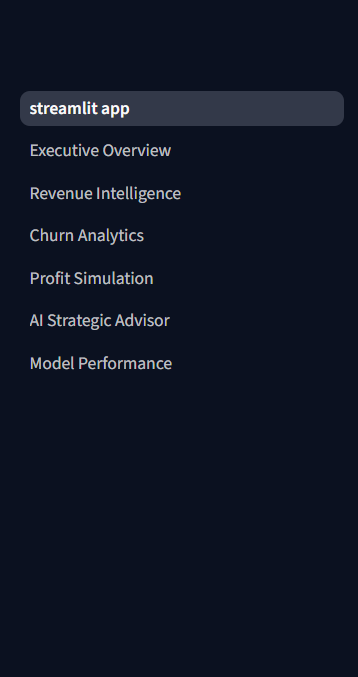 streamlit app
Executive Overview
Revenue Intelligence
Churn Analytics
Profit Simulation
AI Strategic Advisor
Model Performance